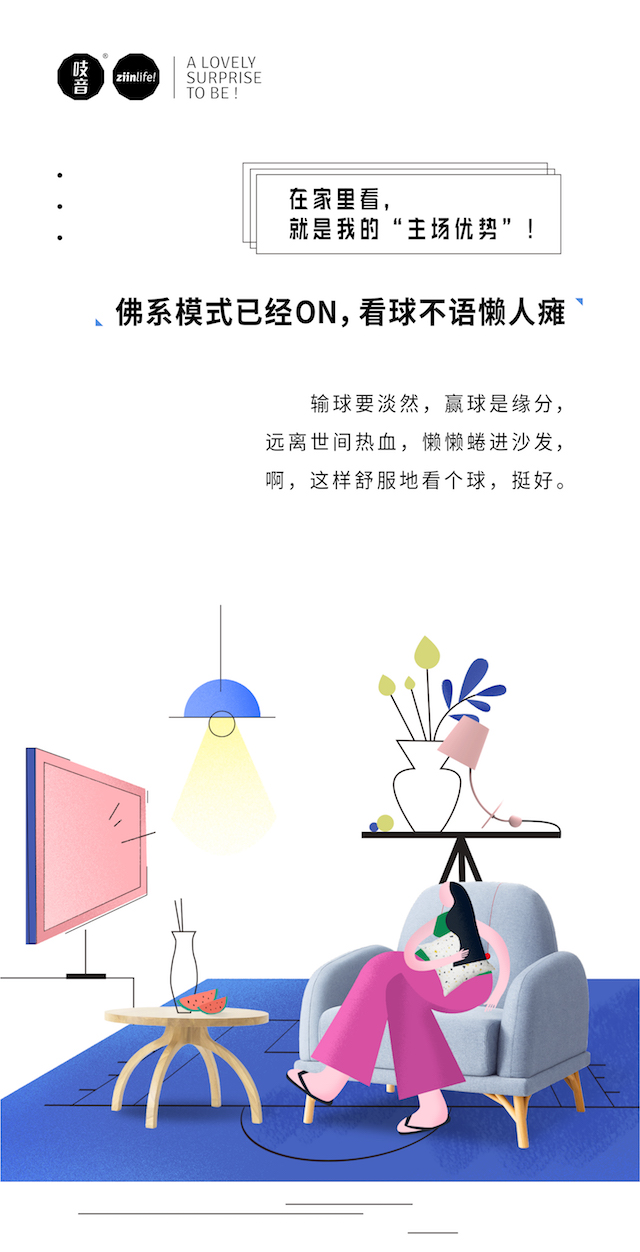 吱音®
ziinlife!
A LOVELY
SURPRISE
TO BE !
在家里看，
就是我的“主场优势”！
佛系模式已经ON，看球不语懒人瘫
输球要淡然，赢球是缘分，
远离世间热血，懒懒蜷进沙发，
啊，这样舒服地看个球，挺好。